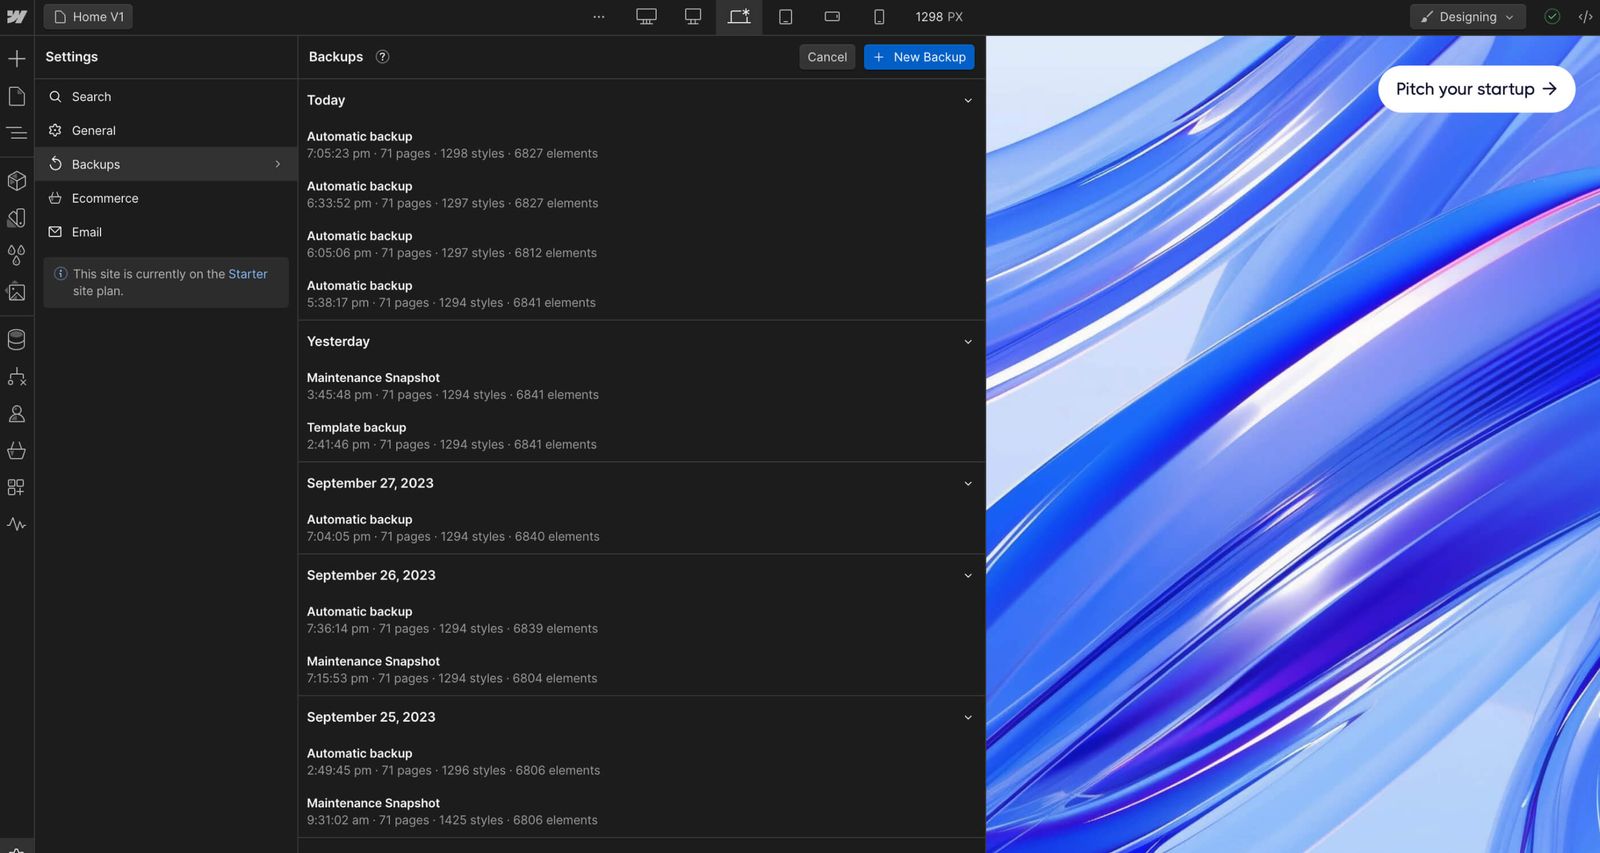 Home V1
1298 PX
Designing
Settings
Search
General
Backups
Ecommerce
Email
This site is currently on the Starter
site plan.
Backups
Cancel
New Backup
Today
Automatic backup
7:05:23 pm · 71 pages · 1298 styles · 6827 elements
Automatic backup
6:33:52 pm · 71 pages · 1297 styles · 6827 elements
Automatic backup
6:05:06 pm · 71 pages · 1297 styles · 6812 elements
Automatic backup
5:38:17 pm · 71 pages · 1294 styles · 6841 elements
Yesterday
Maintenance Snapshot
3:45:48 pm · 71 pages · 1294 styles · 6841 elements
Template backup
2:41:46 pm · 71 pages · 1294 styles · 6841 elements
September 27, 2023
Automatic backup
7:04:05 pm · 71 pages · 1294 styles · 6840 elements
September 26, 2023
Automatic backup
7:36:14 pm · 71 pages · 1294 styles · 6839 elements
Maintenance Snapshot
7:15:53 pm · 71 pages · 1294 styles · 6804 elements
September 25, 2023
Automatic backup
2:49:45 pm · 71 pages · 1296 styles · 6806 elements
Maintenance Snapshot
9:31:02 am · 71 pages · 1425 styles · 6806 elements
Pitch your startup →